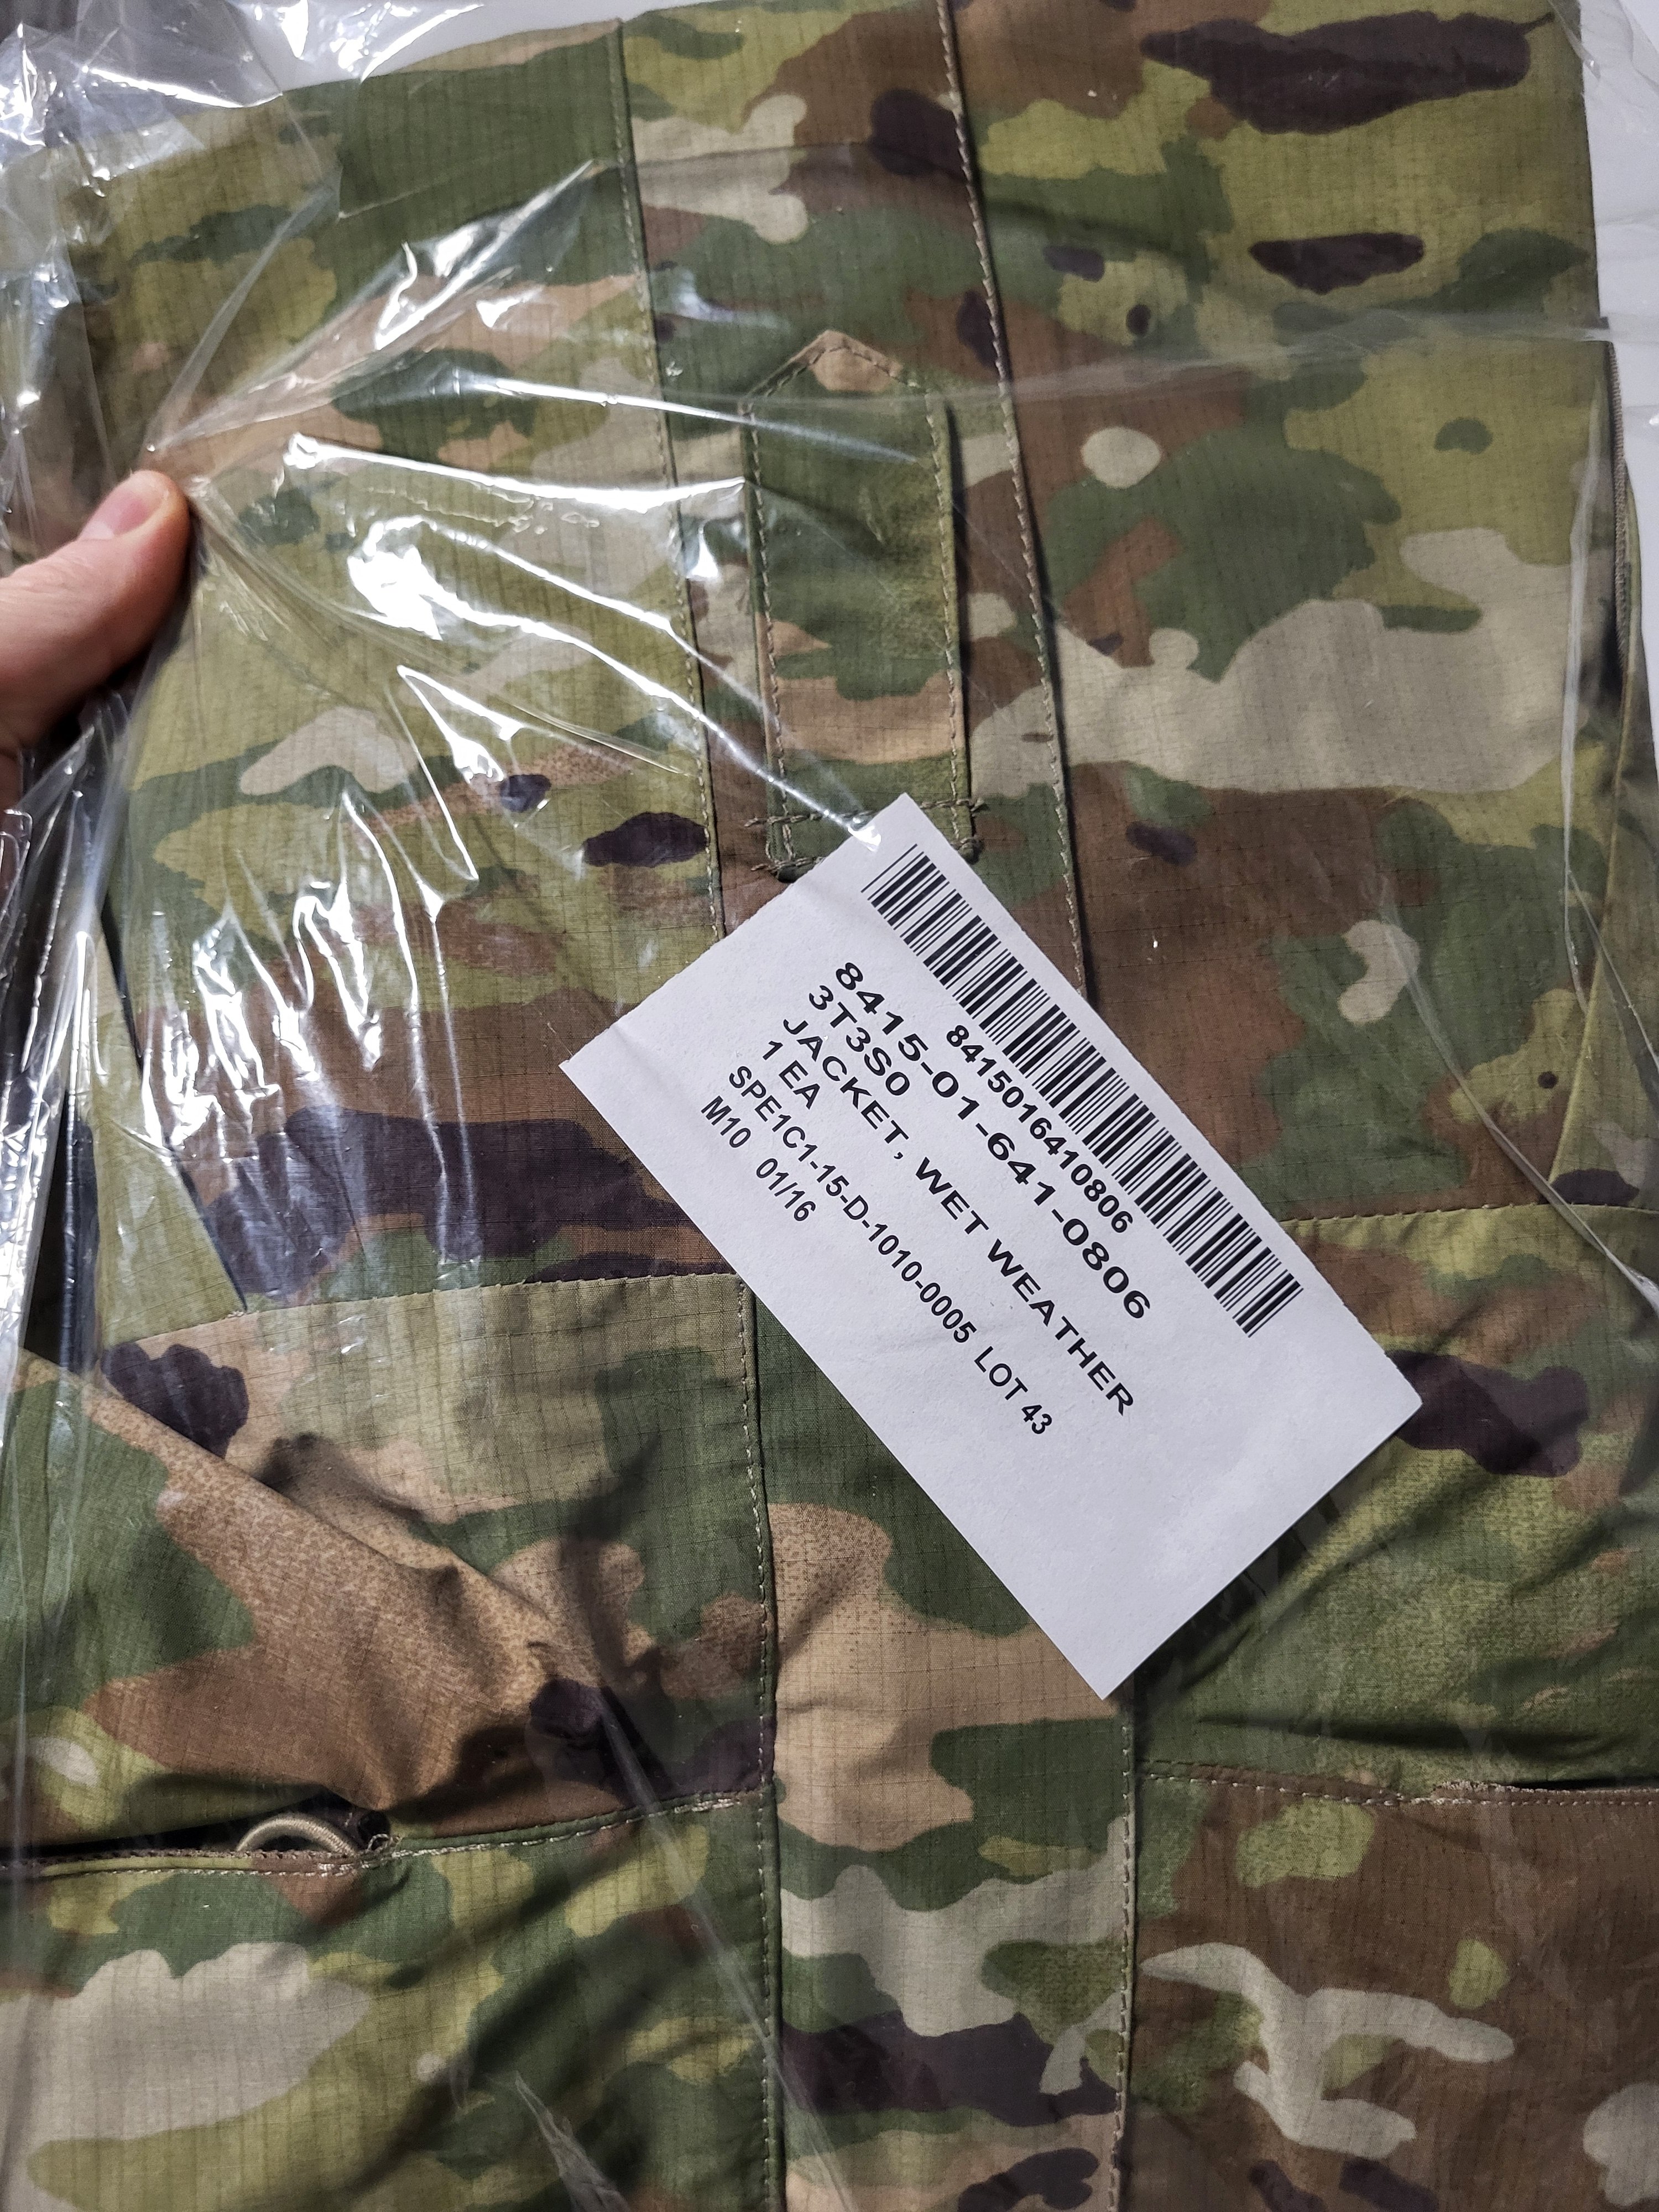 8415016410806
8415-01-641-0806
3T3S0
JACKET, WET WEATHER
1 EA
SPE1C1-15-D-1010-0005 LOT 43
M10 01/16